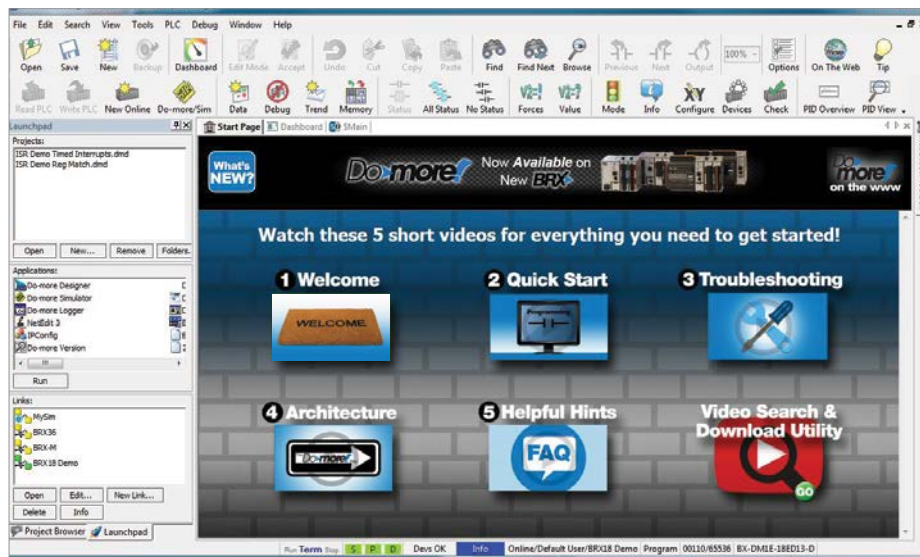 File Edit Search View Tools PLC Debug Window Help
Open Save New Backup Dashboard Edit Mode Accept Undo Cut Copy Paste Find Find Next Browse Previous Next Output 100% Options On The Web Tip
Read PLC Write PLC New Online Do-more/Sim Data Debug Trend Memory Status All Status No Status Forces Value Mode Info Configure Devices Check PID Overview PID View
Launchpad
Start Page Dashboard $Main
Projects:
ISR Demo Timed Interrupts.dmd
ISR Demo Reg Match.dmd
Open New... Remove Folders.
What's
NEW?
Do-more!
Now Available on
New BRX
Do-more!
on the www
Watch these 5 short videos for everything you need to get started!
1 Welcome
WELCOME
2 Quick Start
Programming
3 Troubleshooting
4 Architecture
Do-more!
5 Helpful Hints
FAQ
Video Search &
Download Utility
GO
Applications:
Do-more Designer
Do-more Simulator
Do-more Logger
NetEdit 3
IPConfig
Do-more Version
Run
Links:
MySim
BRX36
BRX-M
BRX18 Demo
Open Edit... New Link...
Delete Info
Project Browser Launchpad
Run Term Stop S P D Devs OK Info Online/Default User/BRX18 Demo Program 00110/65536 BX-DM1E-18ED13-D